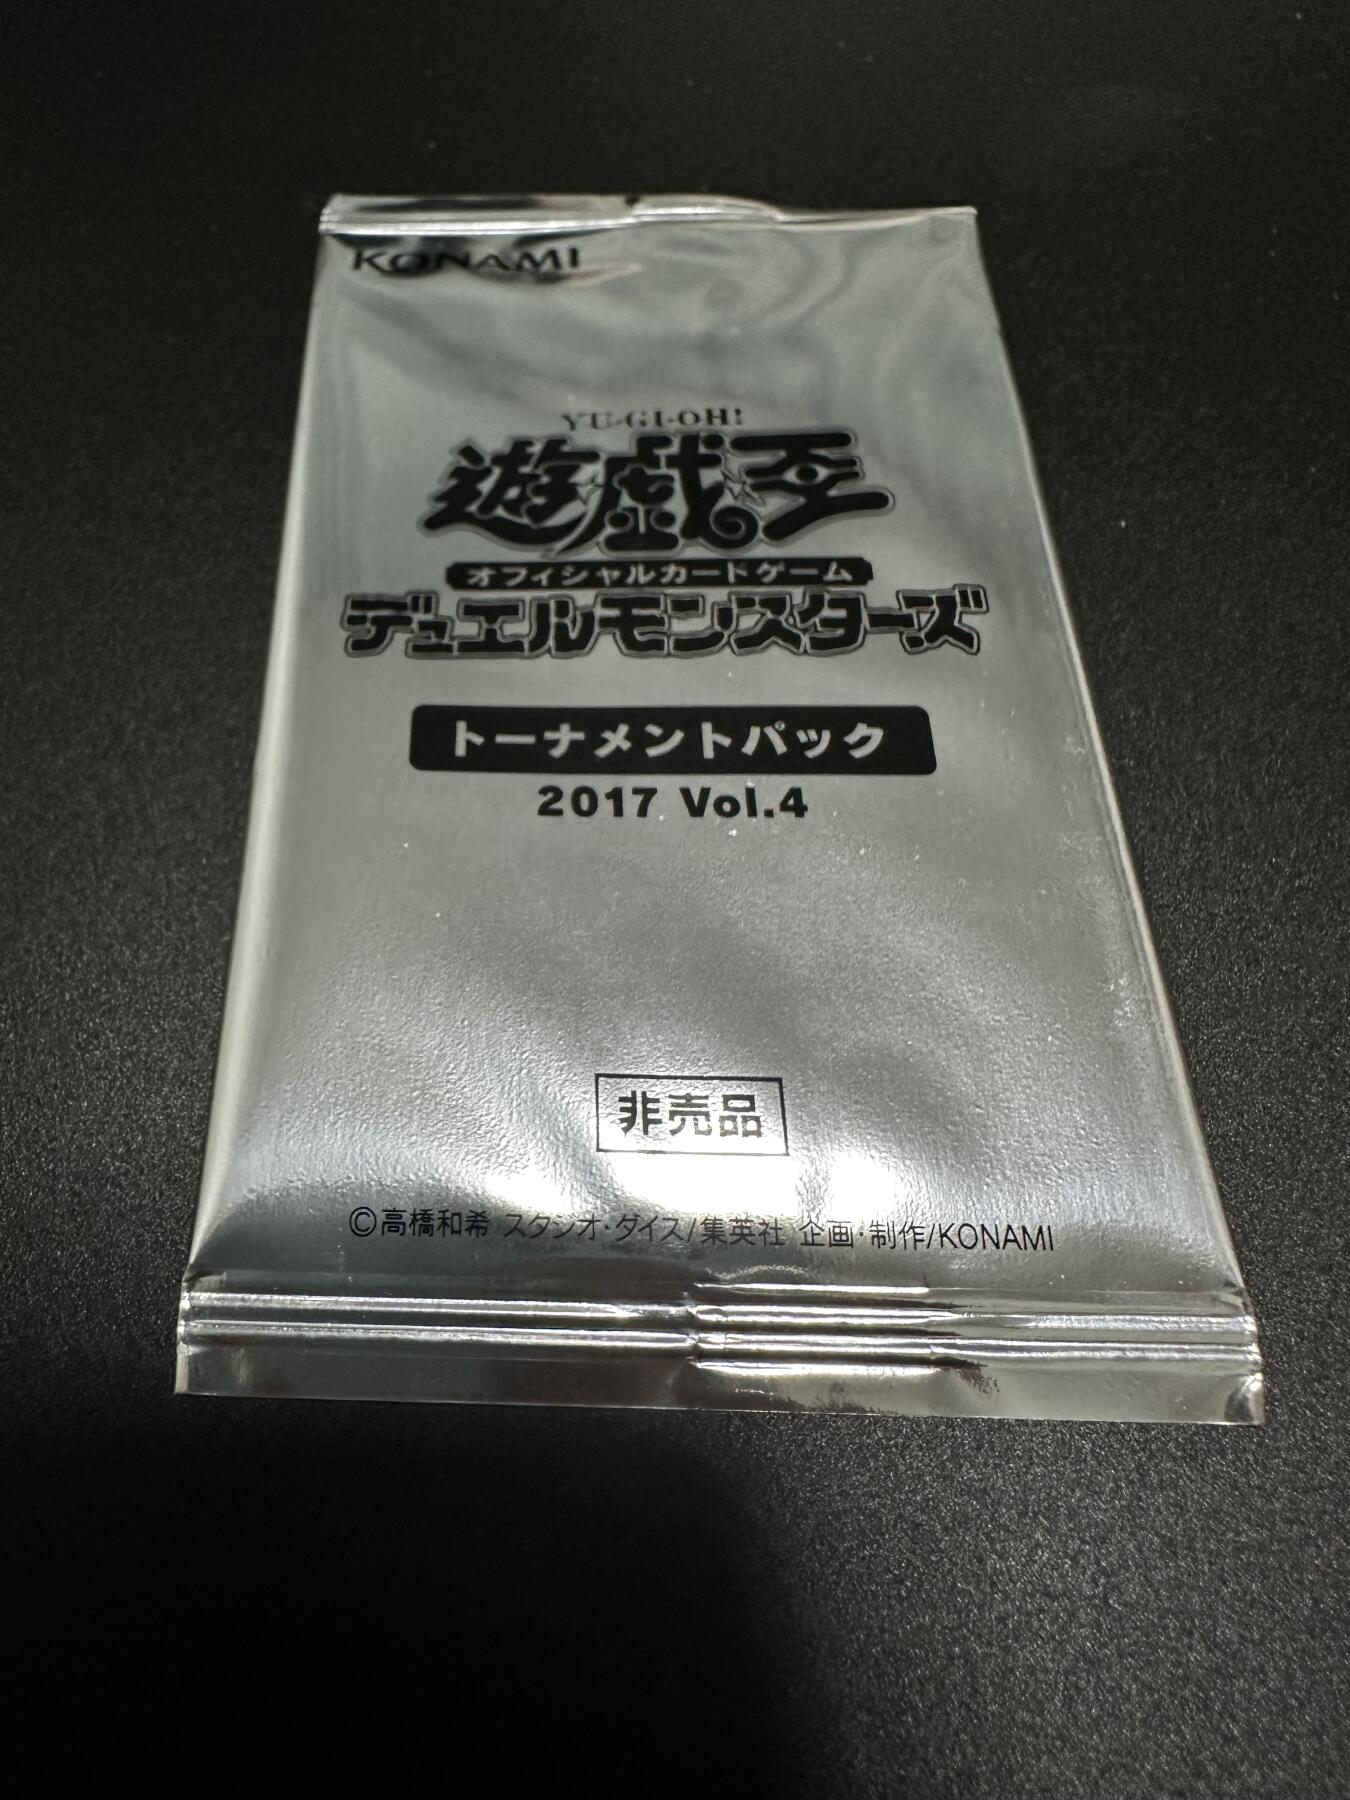 KONAMI
YU-GI-OH!
遊戯王
オフィシャルカードゲーム
デュエルモンスターズ
トーナメントパック
2017 Vol.4
非売品
©高橋和希 スタジオ・ダイス/集英社 企画・制作/KONAMI